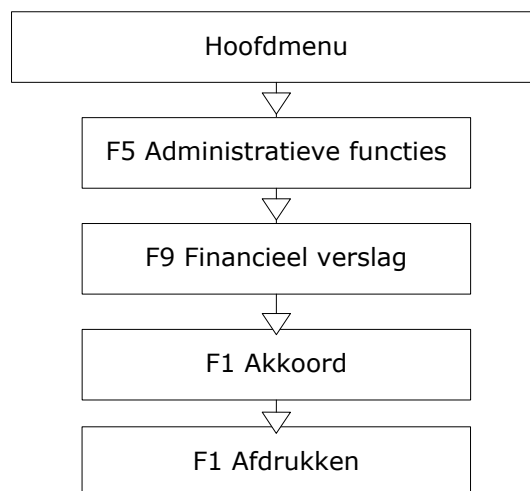 Hoofdmenu
F5 Administratieve functies
F9 Financieel verslag
F1 Akkoord
F1 Afdrukken